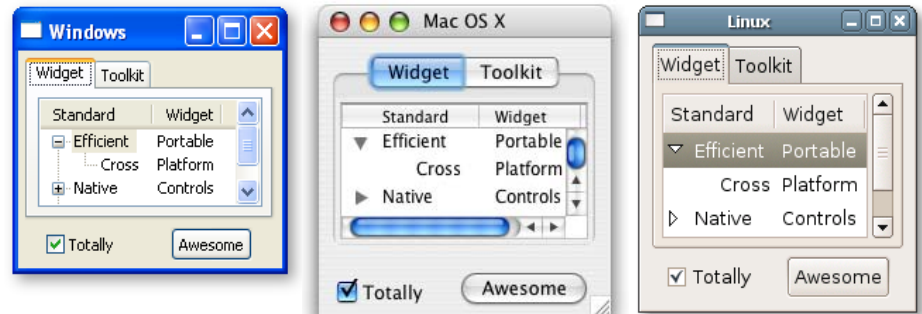 Windows
Widget Toolkit
Standard Widget
Efficient Portable
Cross Platform
Native Controls
Totally Awesome
Mac OS X
Widget Toolkit
Standard Widget
Efficient Portable
Cross Platform
Native Controls
Totally Awesome
Linux
Widget Toolkit
Standard Widget
Efficient Portable
Cross Platform
Native Controls
Totally Awesome